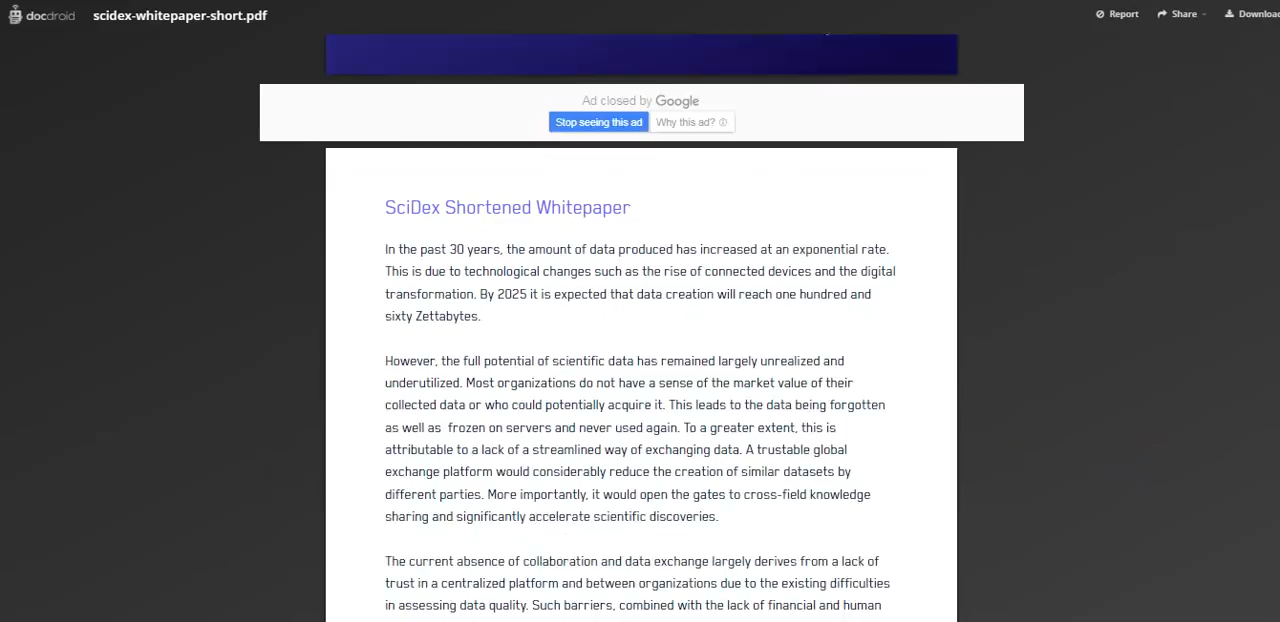 docdroid scidex-whitepaper-short.pdf Report Share Download
Ad closed by Google
Stop seeing this ad Why this ad?
SciDex Shortened Whitepaper
In the past 30 years, the amount of data produced has increased at an exponential rate.
This is due to technological changes such as the rise of connected devices and the digital
transformation. By 2025 it is expected that data creation will reach one hundred and
sixty Zettabytes.
However, the full potential of scientific data has remained largely unrealized and
underutilized. Most organizations do not have a sense of the market value of their
collected data or who could potentially acquire it. This leads to the data being forgotten
as well as frozen on servers and never used again. To a greater extent, this is
attributable to a lack of a streamlined way of exchanging data. A trustable global
exchange platform would considerably reduce the creation of similar datasets by
different parties. More importantly, it would open the gates to cross-field knowledge
sharing and significantly accelerate scientific discoveries.
The current absence of collaboration and data exchange largely derives from a lack of
trust in a centralized platform and between organizations due to the existing difficulties
in assessing data quality. Such barriers, combined with the lack of financial and human